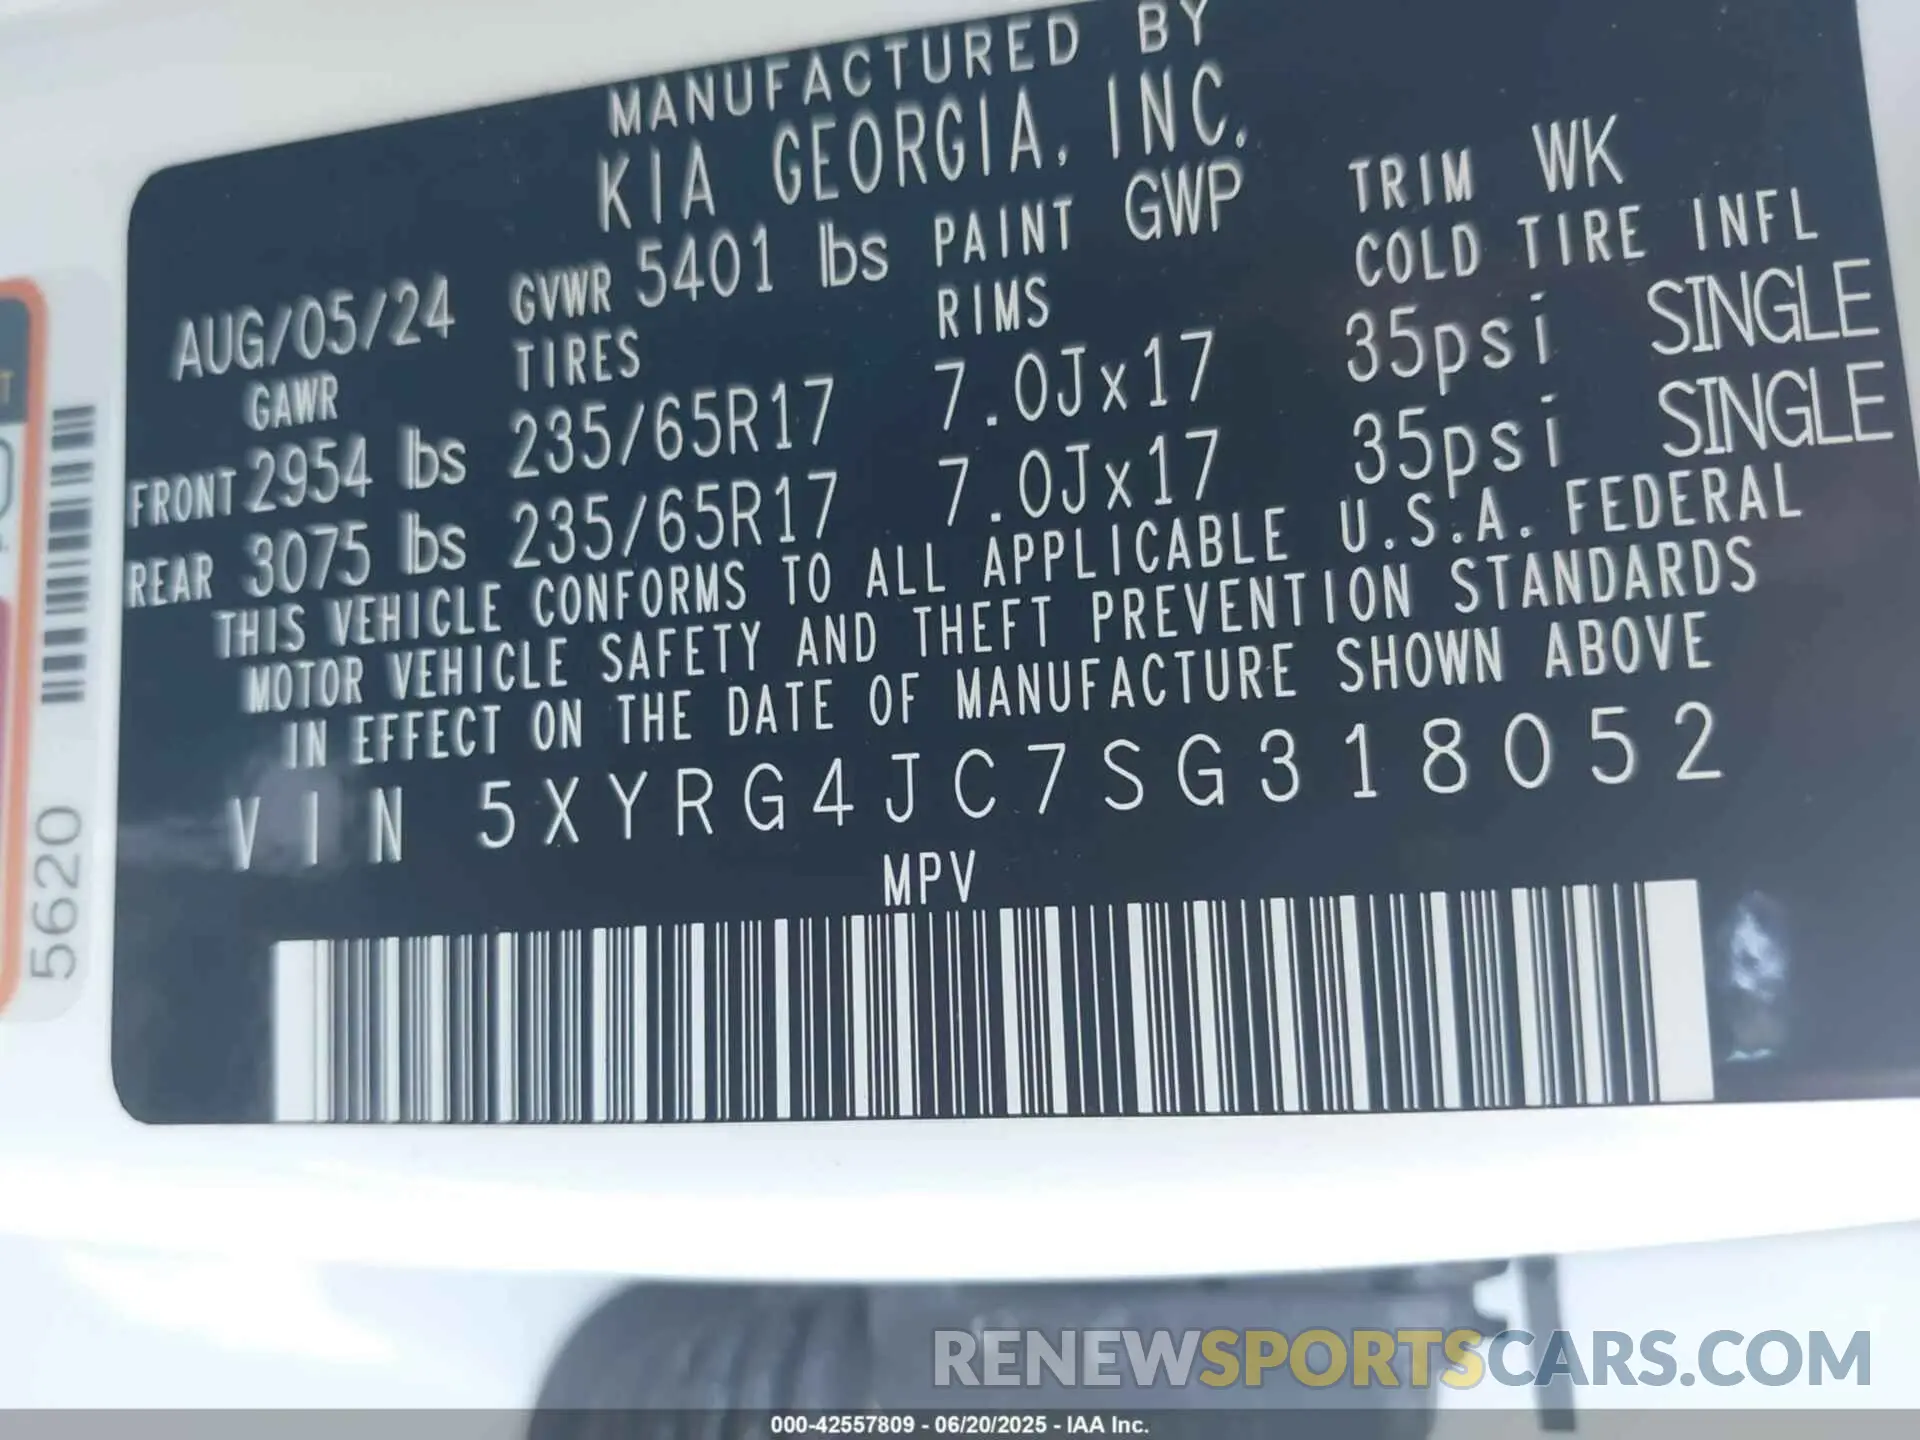 MANUFACTURED BY
KIA GEORGIA, INC.
AUG/05/24 GVWR 5401 lbs PAINT GWP TRIM WK
GAWR TIRES RIMS COLD TIRE INFL
FRONT 2954 lbs 235/65R17 7.0Jx17 35psi SINGLE
REAR 3075 lbs 235/65R17 7.0Jx17 35psi SINGLE
THIS VEHICLE CONFORMS TO ALL APPLICABLE U.S.A. FEDERAL
MOTOR VEHICLE SAFETY AND THEFT PREVENTION STANDARDS
IN EFFECT ON THE DATE OF MANUFACTURE SHOWN ABOVE
VIN 5XYRG4JC7SG318052
MPV
5620
RENEWSPORTSCARS.COM
000-42557809 - 06/20/2025 - IAA Inc.